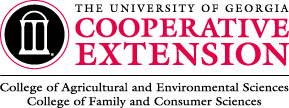 THE UNIVERSITY OF GEORGIA
COOPERATIVE
EXTENSION
College of Agricultural and Environmental Sciences
College of Family and Consumer Sciences